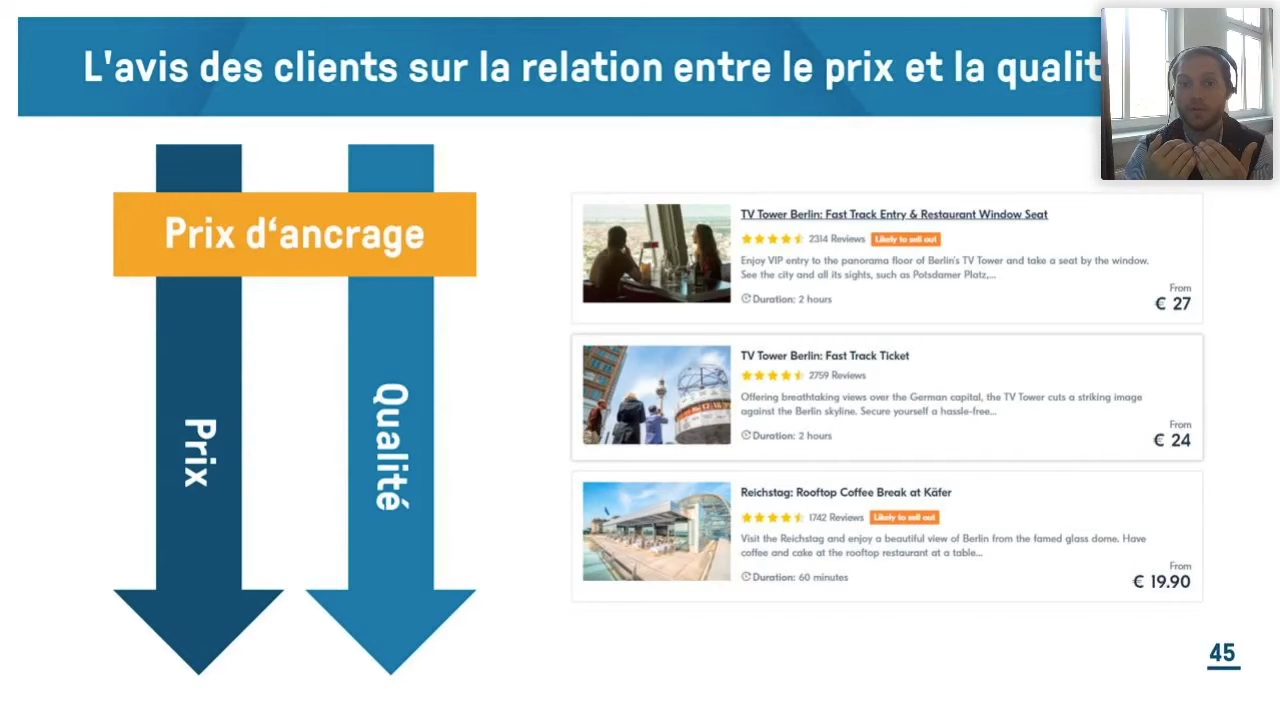 L'avis des clients sur la relation entre le prix et la qualit
Prix d‘ancrage
Prix
Qualité
TV Tower Berlin: Fast Track Entry & Restaurant Window Seat
2314 Reviews Likely to sell out
Enjoy VIP entry to the panorama floor of Berlin's TV Tower and take a seat by the window.
See the city and all its sights, such as Potsdamer Platz,...
Duration: 2 hours
From
€ 27
TV Tower Berlin: Fast Track Ticket
2759 Reviews
Offering breathtaking views over the German capital, the TV Tower cuts a striking image
against the Berlin skyline. Secure yourself a hassle-free...
Duration: 2 hours
From
€ 24
Reichstag: Rooftop Coffee Break at Käfer
1742 Reviews Likely to sell out
Visit the Reichstag and enjoy a beautiful view of Berlin from the famed glass dome. Have
coffee and cake at the rooftop restaurant at a table...
Duration: 60 minutes
From
€ 19.90
45